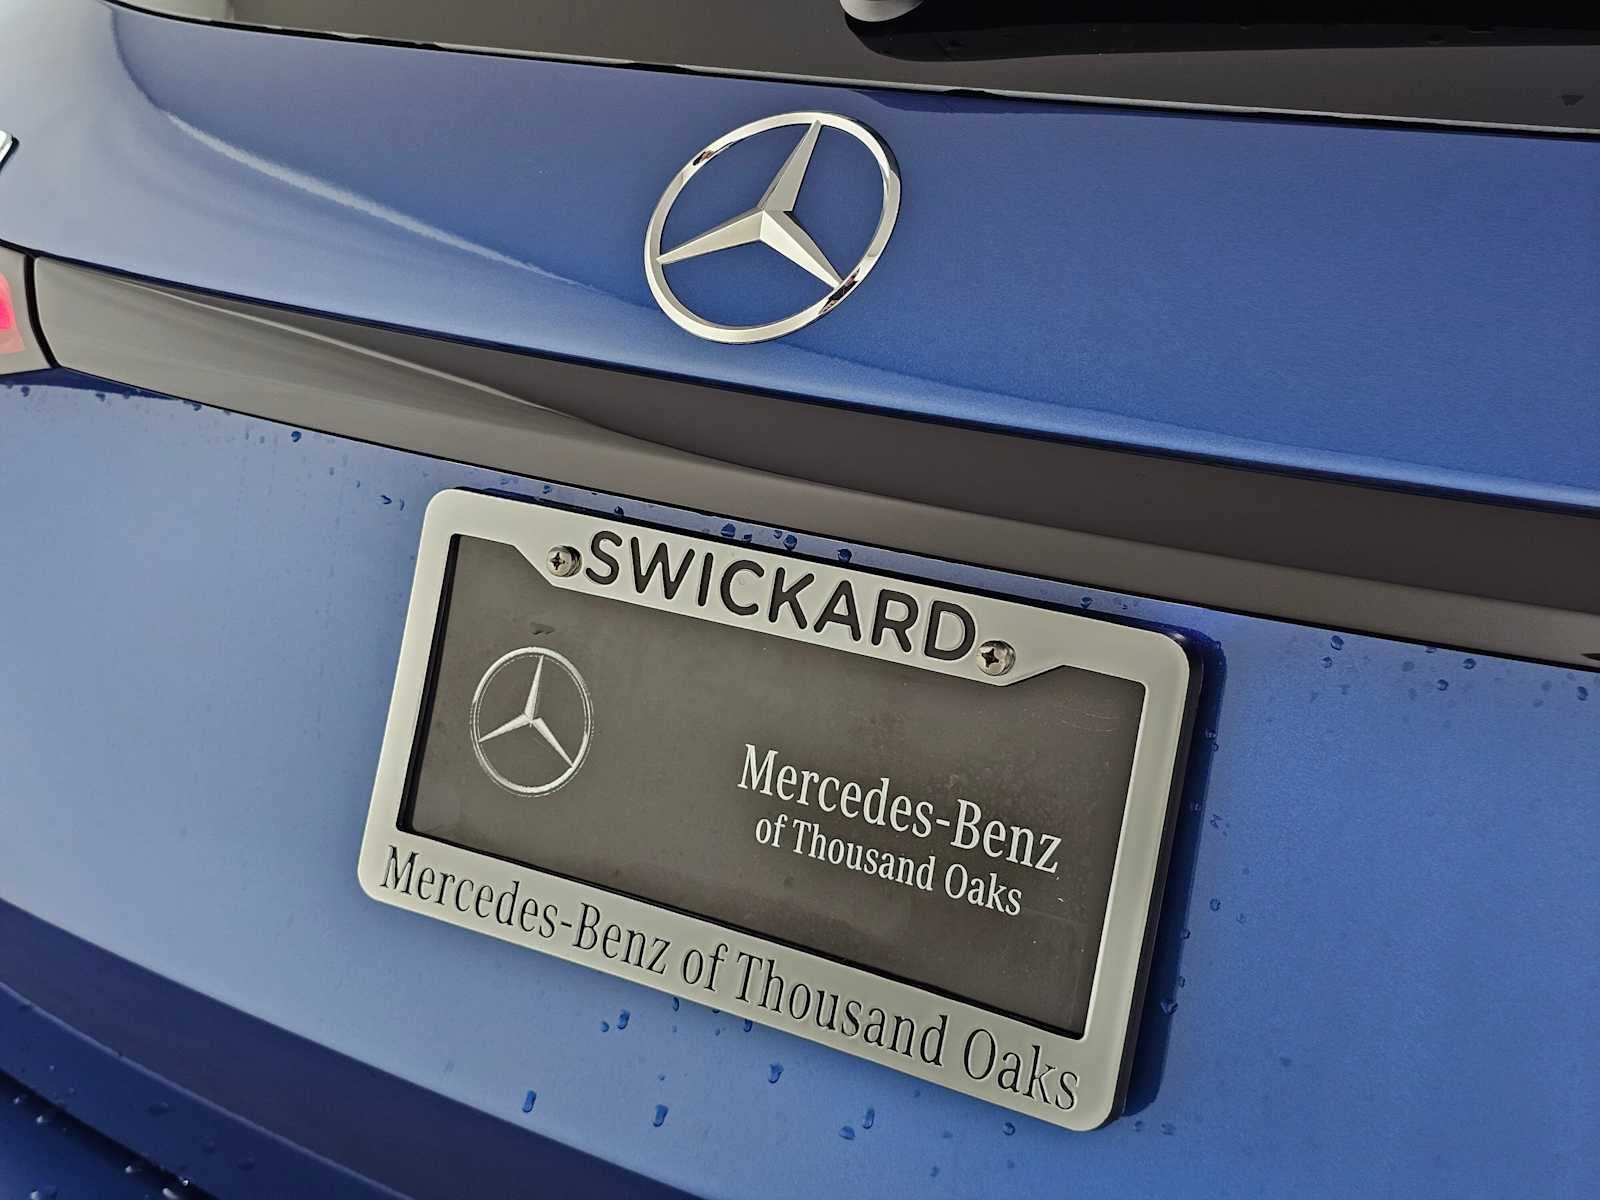 SWICKARD
Mercedes-Benz
of Thousand Oaks
Mercedes-Benz of Thousand Oaks